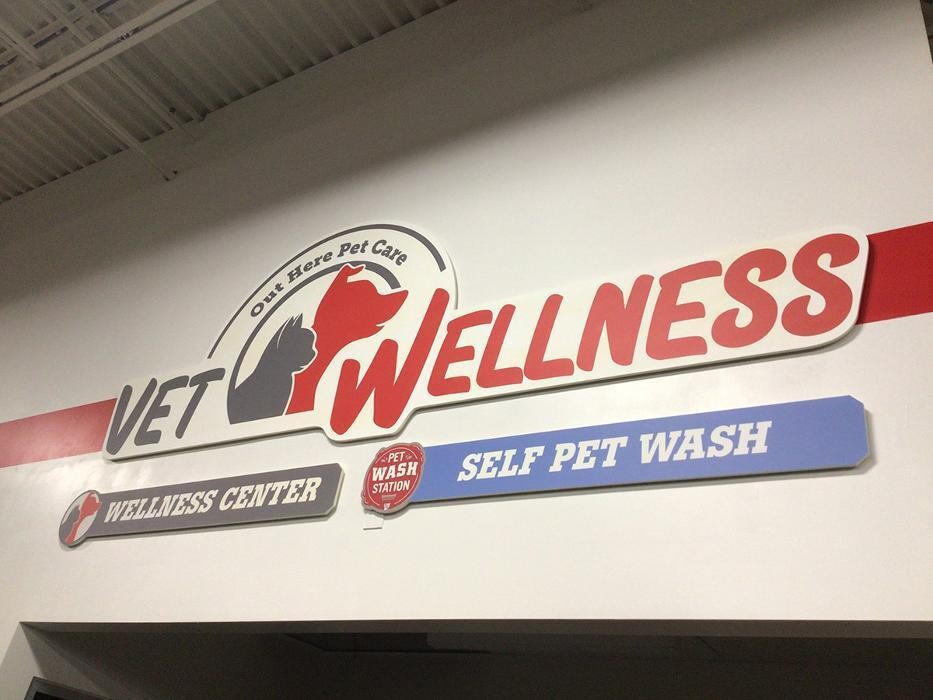 Out Here Pet Care
VET WELLNESS
WELLNESS CENTER
PET
WASH
STATION
SELF PET WASH